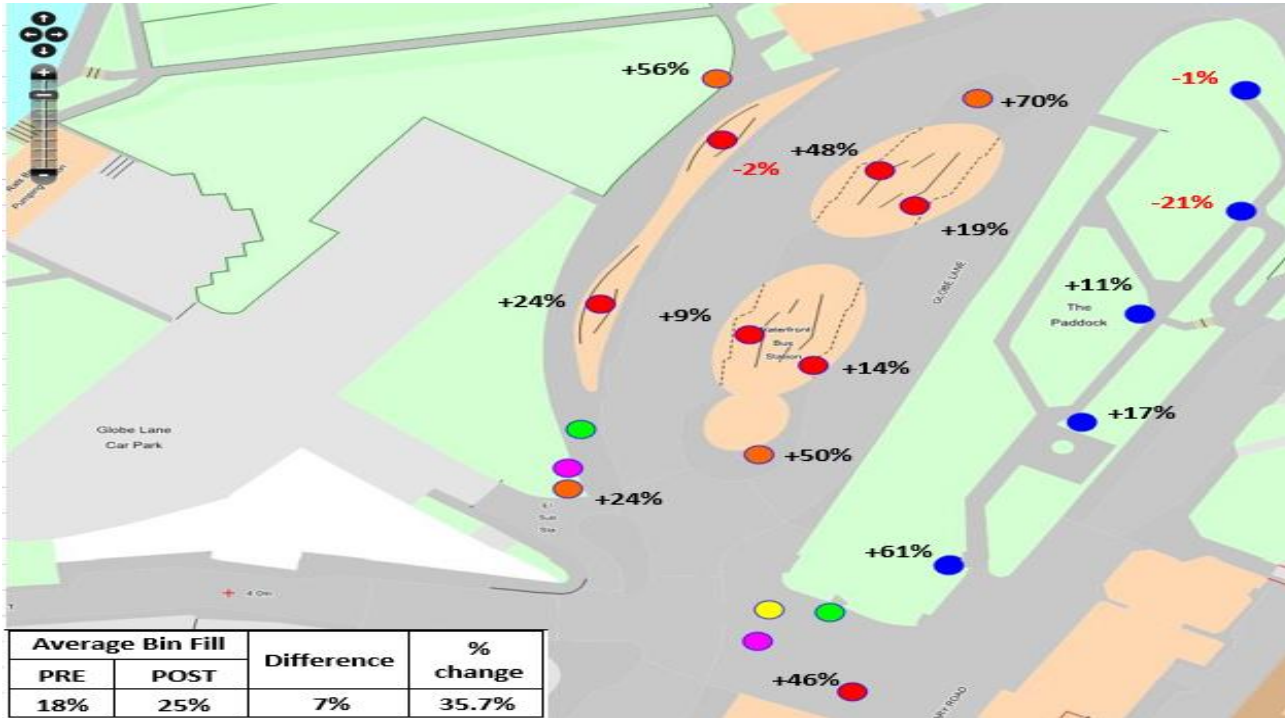 +56%
-1%
+70%
+48%
-2%
-21%
+19%
GLOBE LANE
+11%
+24%
+9%
The
Paddock
Waterfront
Bus
Station
+14%
+17%
Globe Lane
Car Park
+50%
+24%
+61%
+46%
Average Bin Fill
Difference
%
change
PRE
POST
18%
25%
7%
35.7%